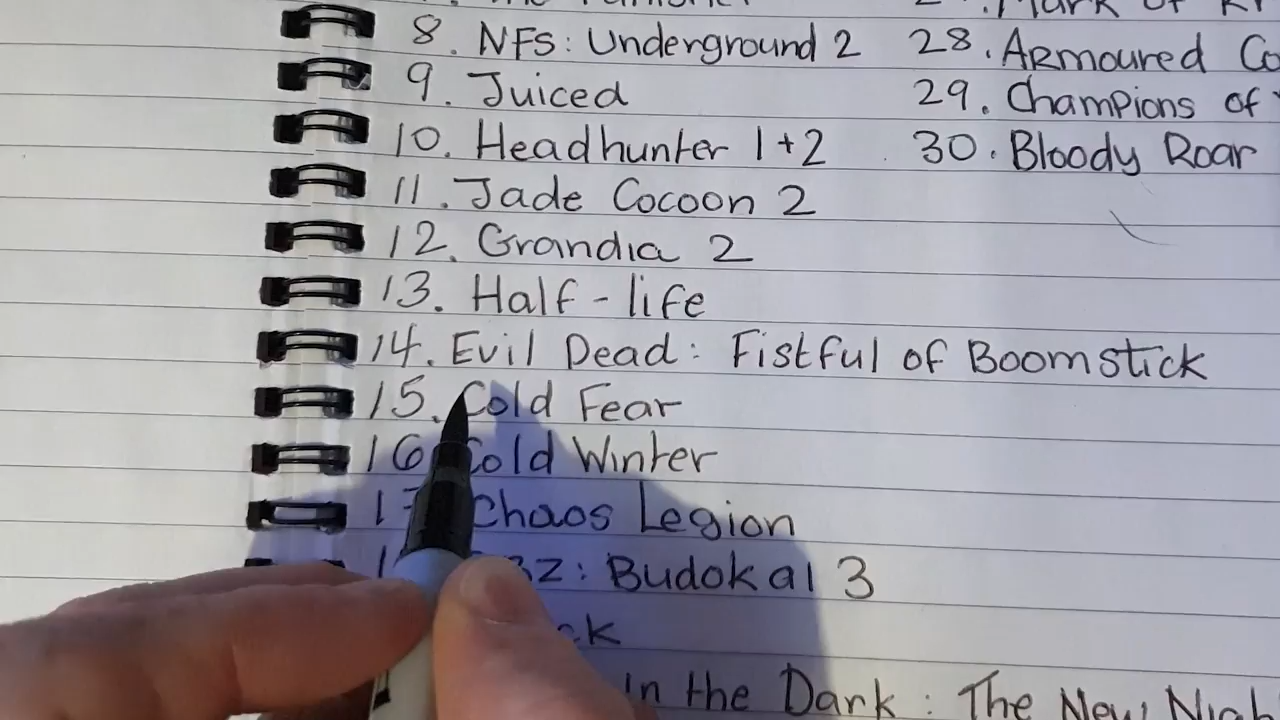 8. NFS: Underground 2
9. Juiced
10. Headhunter 1+2
11. Jade Cocoon 2
12. Grandia 2
13. Half-life
14. Evil Dead: Fistful of Boomstick
15. Cold Fear
16 Cold Winter
Chaos Legion
: Budokai 3
in the Dark: The New
Mark of
28. Armoured
29. Champions of
30. Bloody Roar